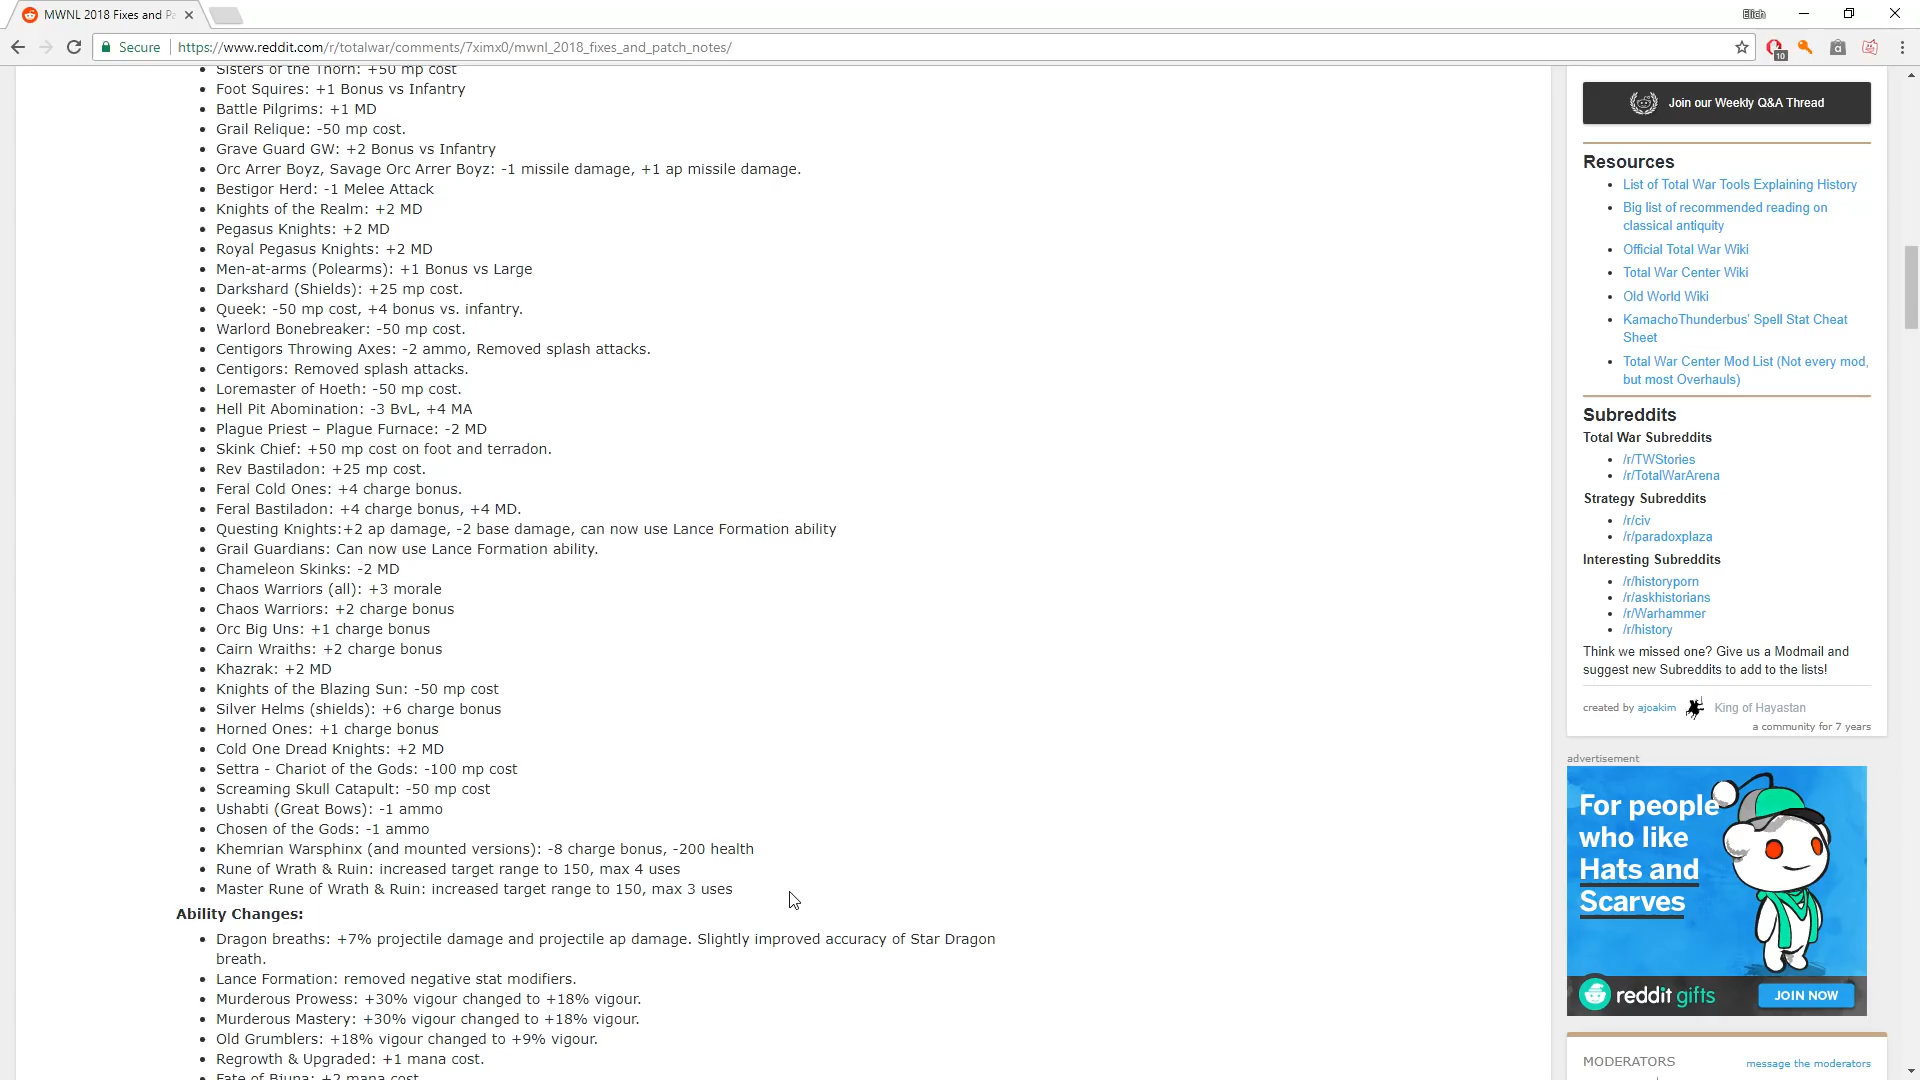 MWNL 2018 Fixes and Pa
Elich
Secure
https://www.reddit.com/r/totalwar/comments/7ximx0/mwnl_2018_fixes_and_patch_notes/
10
Sisters of the Thorn: +50 mp cost
Foot Squires: +1 Bonus vs Infantry
Battle Pilgrims: +1 MD
Grail Relique: -50 mp cost.
Grave Guard GW: +2 Bonus vs Infantry
Orc Arrer Boyz, Savage Orc Arrer Boyz: -1 missile damage, +1 ap missile damage.
Bestigor Herd: -1 Melee Attack
Knights of the Realm: +2 MD
Pegasus Knights: +2 MD
Royal Pegasus Knights: +2 MD
Men-at-arms (Polearms): +1 Bonus vs Large
Darkshard (Shields): +25 mp cost.
Queek: -50 mp cost, +4 bonus vs. infantry.
Warlord Bonebreaker: -50 mp cost.
Centigors Throwing Axes: -2 ammo, Removed splash attacks.
Centigors: Removed splash attacks.
Loremaster of Hoeth: -50 mp cost.
Hell Pit Abomination: -3 BvL, +4 MA
Plague Priest – Plague Furnace: -2 MD
Skink Chief: +50 mp cost on foot and terradon.
Rev Bastiladon: +25 mp cost.
Feral Cold Ones: +4 charge bonus.
Feral Bastiladon: +4 charge bonus, +4 MD.
Questing Knights:+2 ap damage, -2 base damage, can now use Lance Formation ability
Grail Guardians: Can now use Lance Formation ability.
Chameleon Skinks: -2 MD
Chaos Warriors (all): +3 morale
Chaos Warriors: +2 charge bonus
Orc Big Uns: +1 charge bonus
Cairn Wraiths: +2 charge bonus
Khazrak: +2 MD
Knights of the Blazing Sun: -50 mp cost
Silver Helms (shields): +6 charge bonus
Horned Ones: +1 charge bonus
Cold One Dread Knights: +2 MD
Settra - Chariot of the Gods: -100 mp cost
Screaming Skull Catapult: -50 mp cost
Ushabti (Great Bows): -1 ammo
Chosen of the Gods: -1 ammo
Khemrian Warsphinx (and mounted versions): -8 charge bonus, -200 health
Rune of Wrath & Ruin: increased target range to 150, max 4 uses
Master Rune of Wrath & Ruin: increased target range to 150, max 3 uses
Ability Changes:
Dragon breaths: +7% projectile damage and projectile ap damage. Slightly improved accuracy of Star Dragon
breath.
Lance Formation: removed negative stat modifiers.
Murderous Prowess: +30% vigour changed to +18% vigour.
Murderous Mastery: +30% vigour changed to +18% vigour.
Old Grumblers: +18% vigour changed to +9% vigour.
Regrowth & Upgraded: +1 mana cost.
Fate of Bjuna: +2 mana cost
Join our Weekly Q&A Thread
Resources
List of Total War Tools Explaining History
Big list of recommended reading on
classical antiquity
Official Total War Wiki
Total War Center Wiki
Old World Wiki
KamachoThunderbus' Spell Stat Cheat
Sheet
Total War Center Mod List (Not every mod,
but most Overhauls)
Subreddits
Total War Subreddits
/r/TWStories
/r/TotalWarArena
Strategy Subreddits
/r/civ
/r/paradoxplaza
Interesting Subreddits
/r/historyporn
/r/askhistorians
/r/Warhammer
/r/history
Think we missed one? Give us a Modmail and
suggest new Subreddits to add to the lists!
created by ajoakim King of Hayastan
a community for 7 years
advertisement
For people
who like
Hats and
Scarves
reddit gifts
JOIN NOW
MODERATORS
message the moderators